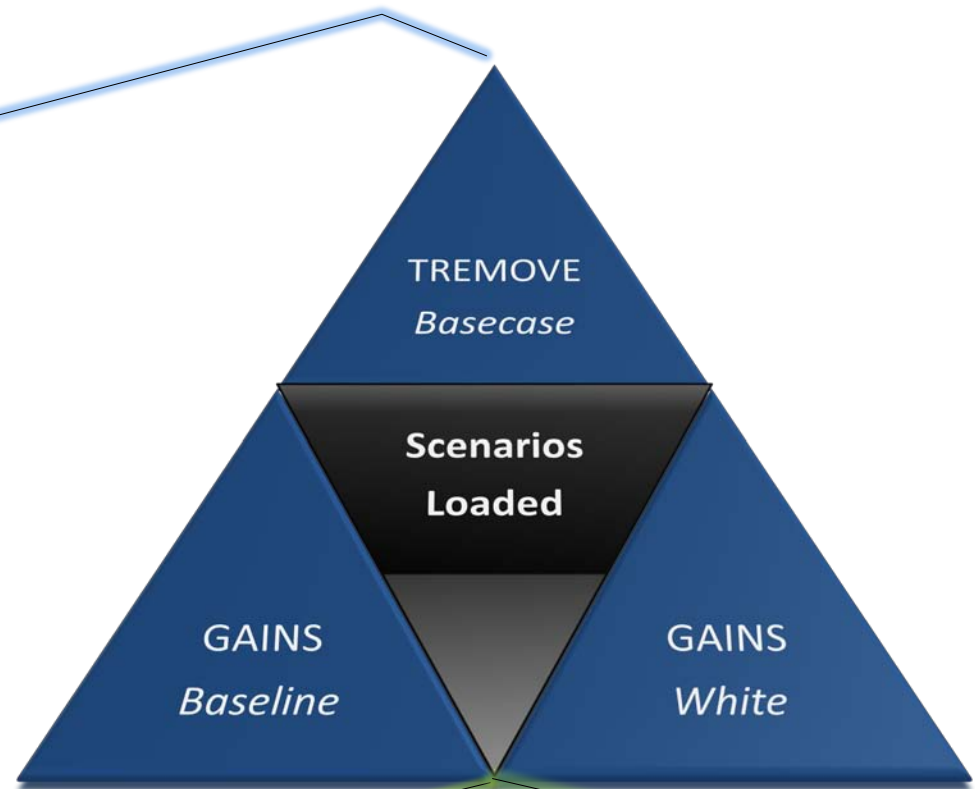 TREMOVE
Basecase
Scenarios
Loaded
GAINS
Baseline
GAINS
White